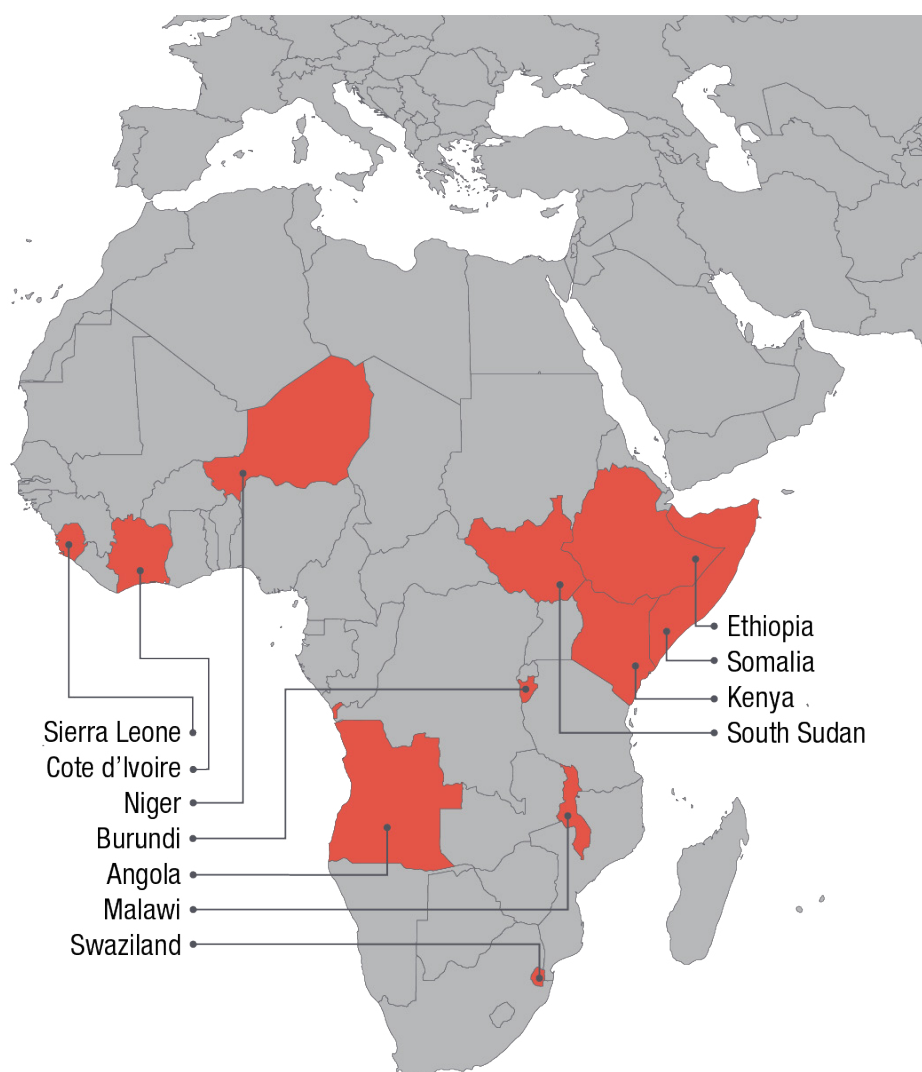 Ethiopia
Somalia
Kenya
South Sudan
Sierra Leone
Cote d’Ivoire
Niger
Burundi
Angola
Malawi
Swaziland